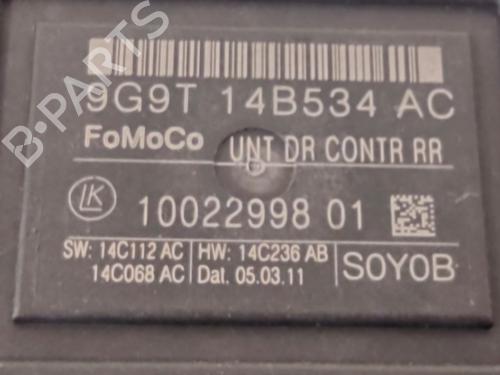 9G9T 14B534 AC
FoMoCo UNT DR CONTR RR
LK 10022998 01
SW: 14C112 AC HW: 14C236 AB
14C068 AC Dat. 05.03.11 S0Y0B
B-PARTS